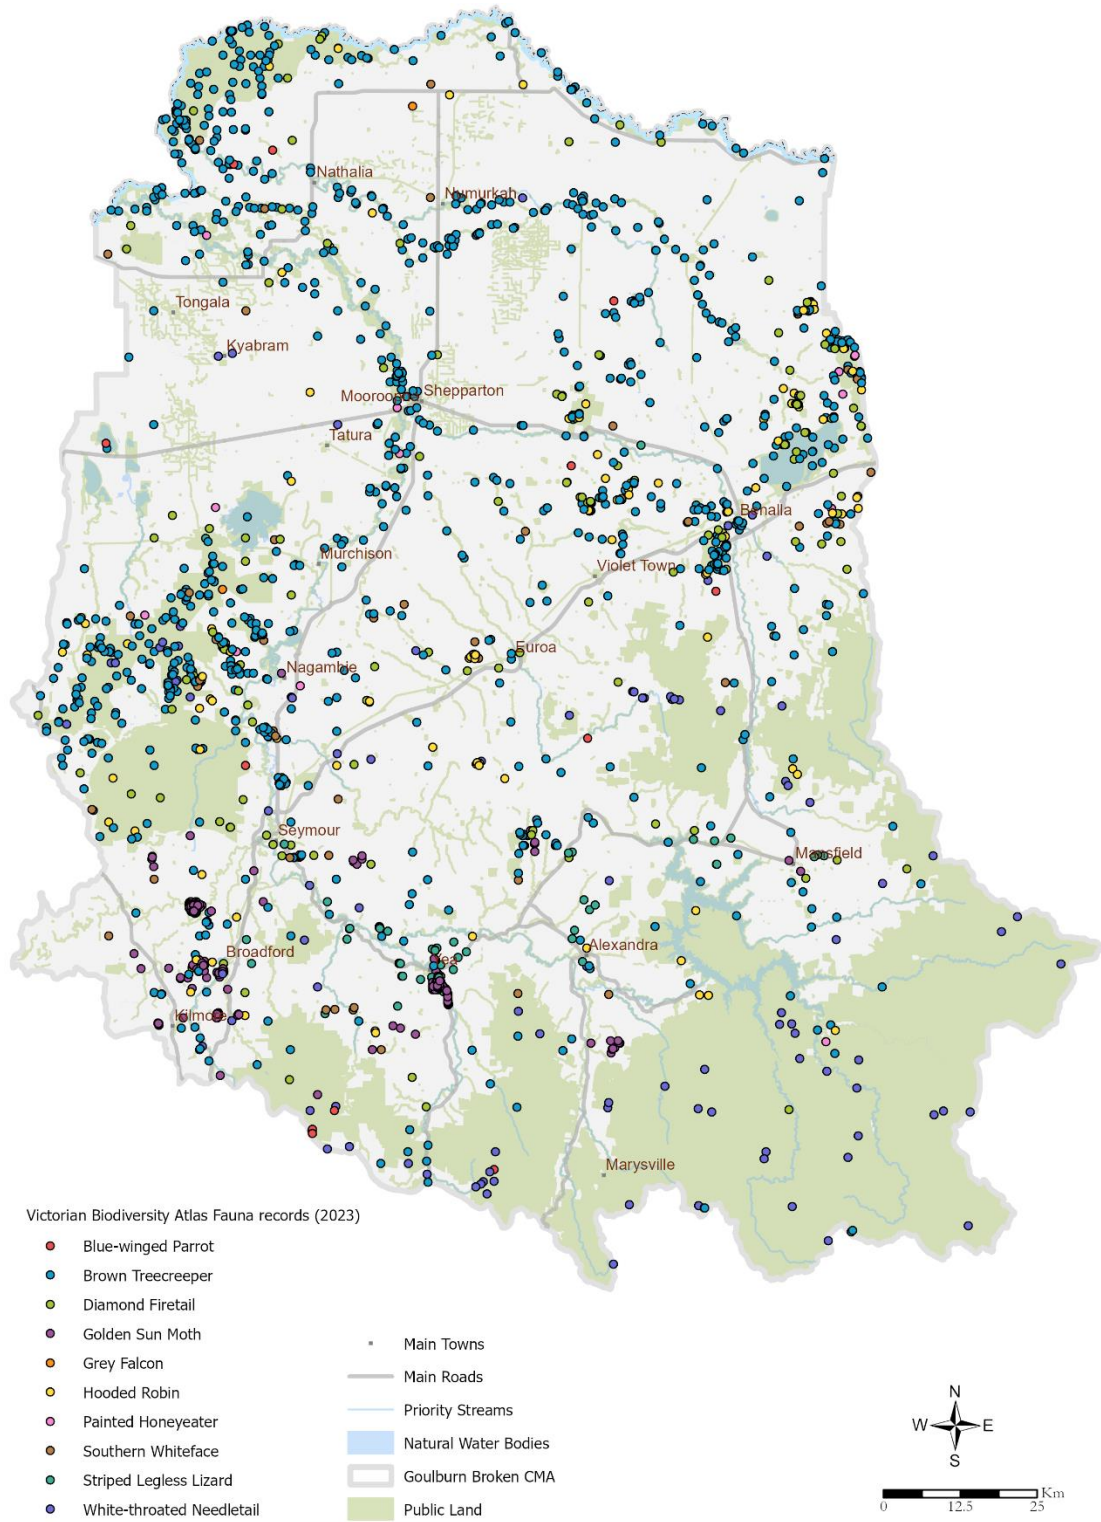 Nathalia
Numurkah
Tongala
Kyabram
Shepparton
Tatura
Benalla
Murchison
Violet Town
Euroa
Nagambie
Seymour
Mansfield
Alexandra
Broadford
Yea
Kilmore
Marysville
Victorian Biodiversity Atlas Fauna records (2023)
Blue-winged Parrot
Brown Treecreeper
Diamond Firetail
Golden Sun Moth
Grey Falcon
Hooded Robin
Painted Honeyeater
Southern Whiteface
Striped Legless Lizard
White-throated Needletail
Main Towns
Main Roads
Priority Streams
Natural Water Bodies
Goulburn Broken CMA
Public Land
N
W E
S
Km
0 12.5 25